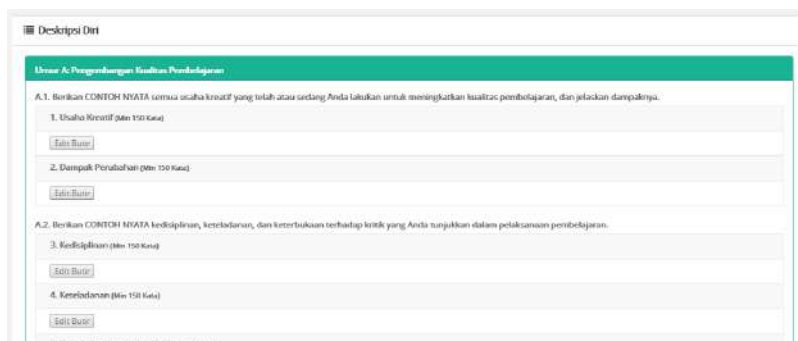 Deskripsi Diri
Unsur A: Pengembangan Kualitas Pembelajaran
A.1. Berikan CONTOH NYATA semua usaha kreatif yang telah atau sedang Anda lakukan untuk meningkatkan kualitas pembelajaran, dan jelaskan dampaknya.
1. Usaha Kreatif (Min 150 Kata)
Edit Butir
2. Dampak Perubahan (Min 150 Kata)
Edit Butir
A.2. Berikan CONTOH NYATA kedisiplinan, keteladanan, dan keterbukaan terhadap kritik yang Anda tunjukkan dalam pelaksanaan pembelajaran.
3. Kedisiplinan (Min 150 Kata)
Edit Butir
4. Keteladanan (Min 150 Kata)
Edit Butir